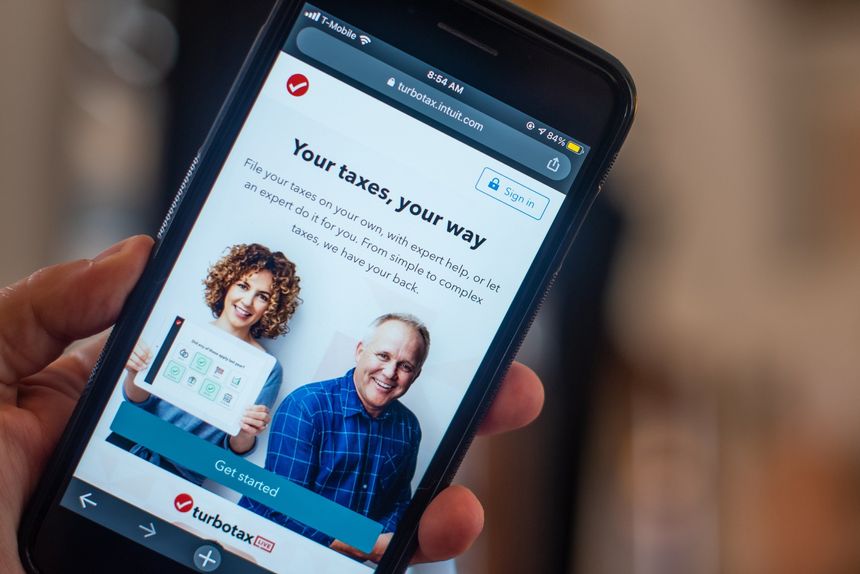 T-Mobile
8:54 AM
84%
turbotax.intuit.com
Sign in
Your taxes, your way
File your taxes on your own, with expert help, or let
an expert do it for you. From simple to complex
taxes, we have your back.
Did any of these apply last year?
Get started
turbotax LIVE